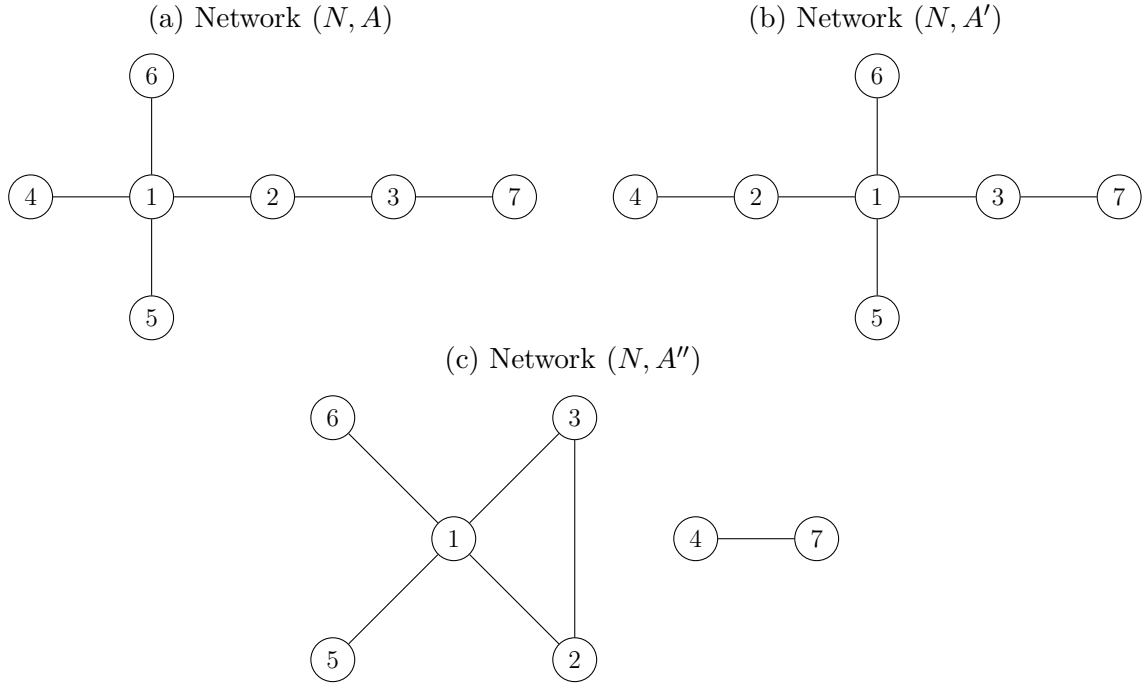 (a) Network (N, A)
6
4 1 2 3 7
5
(b) Network (N, A′)
6
4 2 1 3 7
5
(c) Network (N, A″)
6 3
1 4 7
5 2